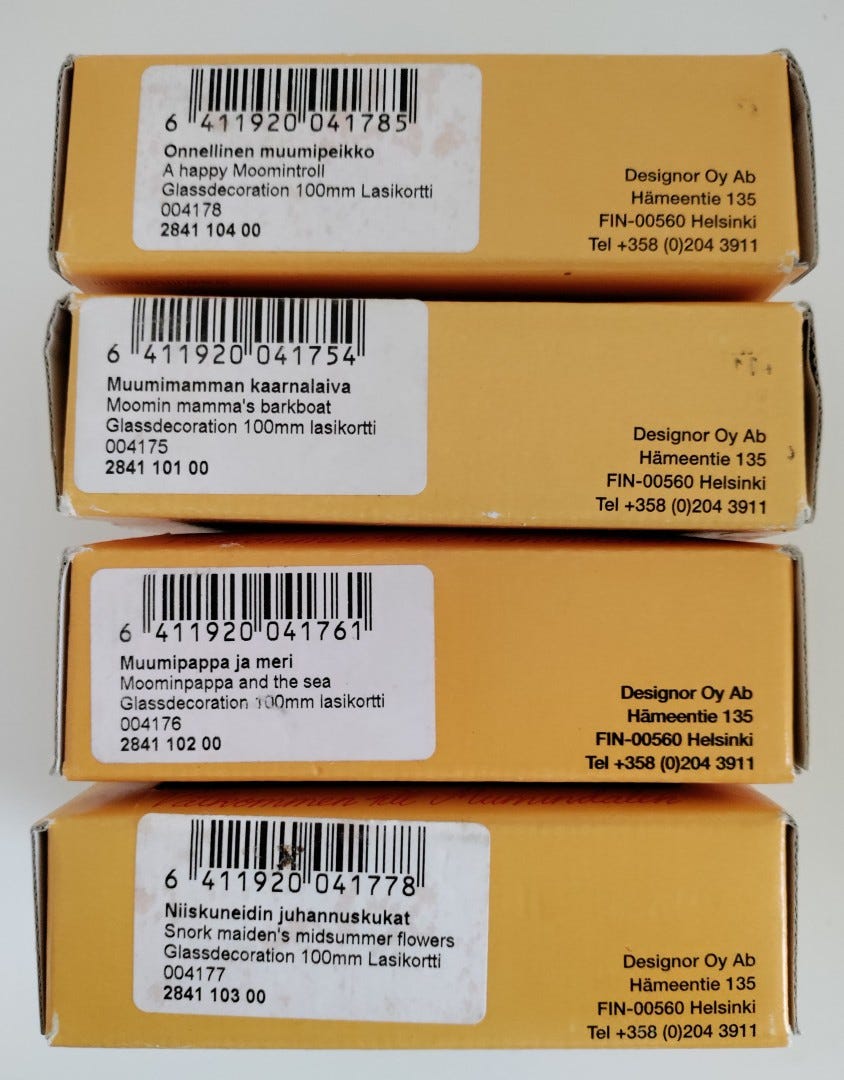 6 411920 041785
Onnellinen muumipeikko
A happy Moomintroll
Glassdecoration 100mm Lasikortti
004178
2841 104 00
Designor Oy Ab
Hämeentie 135
FIN-00560 Helsinki
Tel +358 (0)204 3911
6 411920 041754
Muumimamman kaarnalaiva
Moomin mamma's barkboat
Glassdecoration 100mm lasikortti
004175
2841 101 00
Designor Oy Ab
Hämeentie 135
FIN-00560 Helsinki
Tel +358 (0)204 3911
6 411920 041761
Muumipappa ja meri
Moominpappa and the sea
Glassdecoration 100mm lasikortti
004176
2841 102 00
Designor Oy Ab
Hämeentie 135
FIN-00560 Helsinki
Tel +358 (0)204 3911
Välkommen till Mumindalen
6 411920 041778
Niiskuneidin juhannuskukat
Snork maiden's midsummer flowers
Glassdecoration 100mm Lasikortti
004177
2841 103 00
Designor Oy Ab
Hämeentie 135
FIN-00560 Helsinki
Tel +358 (0)204 3911